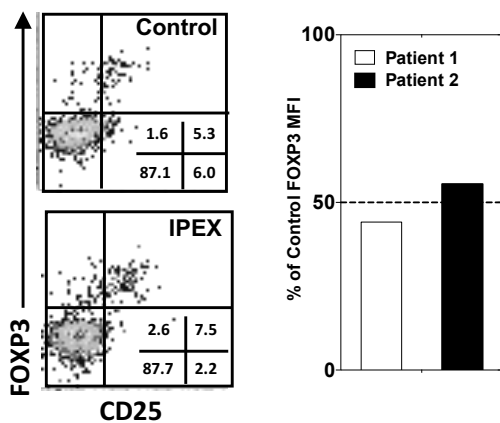 Control
1.6 5.3
87.1 6.0
IPEX
2.6 7.5
87.7 2.2
FOXP3
CD25
100
50
0
% of Control FOXP3 MFI
Patient 1
Patient 2